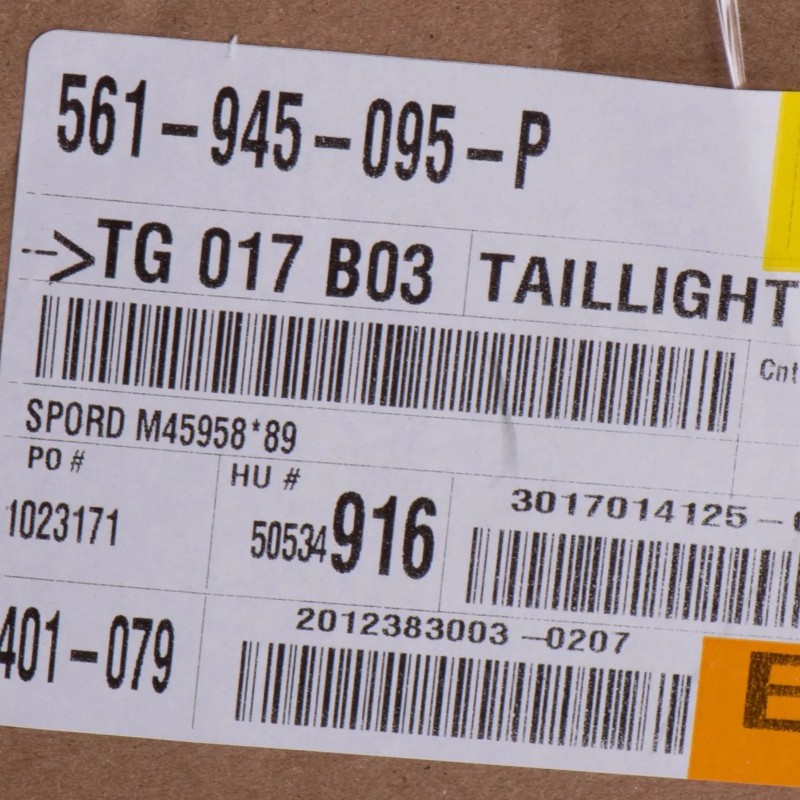 561-945-095-P
-->TG 017 B03 TAILLIGHT
Cnt
SPORD M45958*89
PO # HU # 3017014125-
1023171 50534916
2012383003 -0207
401-079
E